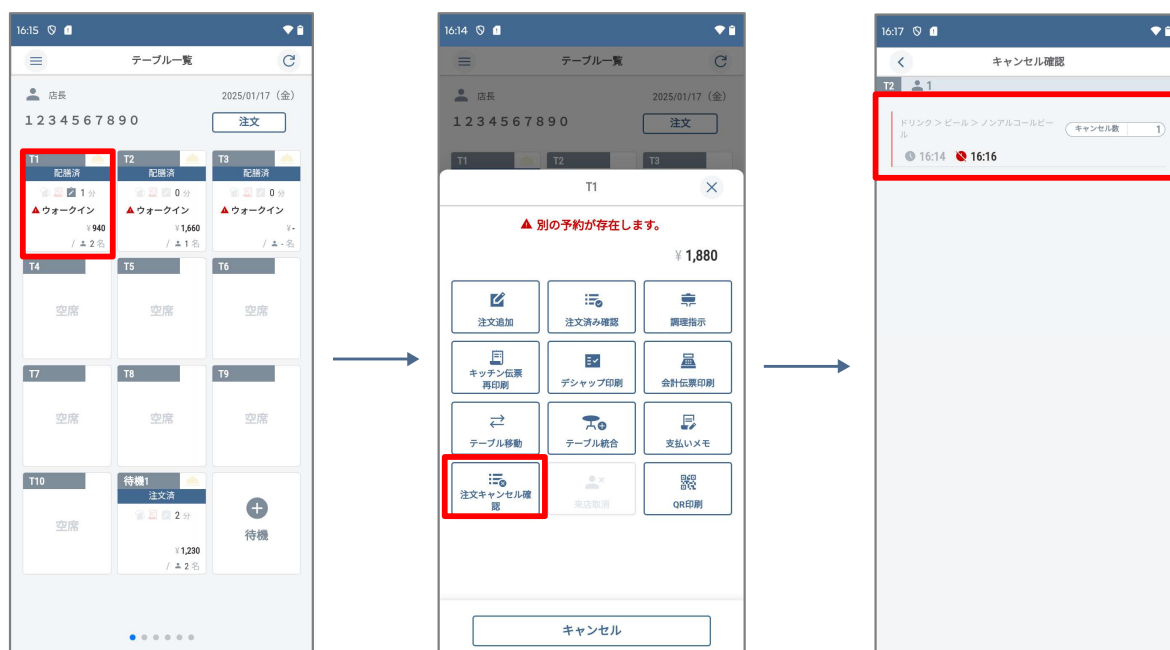 16:15
テーブル一覧
店長
2025/01/17（金）
1234567890
注文
T1
配膳済
1 分
ウォークイン
¥ 940
/ 2 名
T2
配膳済
0 分
ウォークイン
¥ 1,660
/ 1 名
T3
配膳済
0 分
ウォークイン
¥ -
/ - 名
T4
空席
T5
空席
T6
空席
T7
空席
T8
空席
T9
空席
T10
空席
待機1
注文済
2 分
¥ 1,230
/ 2 名
待機
16:14
テーブル一覧
店長
2025/01/17（金）
1234567890
注文
T1
T2
T3
T1
別の予約が存在します。
¥ 1,880
注文追加
注文済み確認
調理指示
キッチン伝票
再印刷
デシャップ印刷
会計伝票印刷
テーブル移動
テーブル統合
支払いメモ
注文キャンセル確
認
来店取消
QR印刷
キャンセル
16:17
キャンセル確認
T2 1
ドリンク > ビール > ノンアルコールビー
ル
キャンセル数 1
16:14 16:16